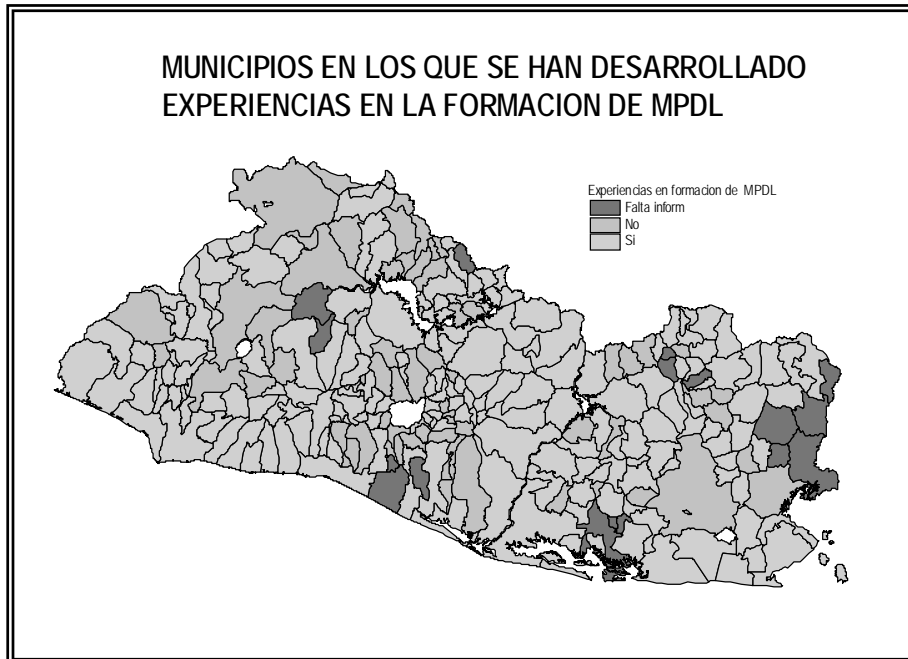 MUNICIPIOS EN LOS QUE SE HAN DESARROLLADO
EXPERIENCIAS EN LA FORMACION DE MPDL
Experiencias en formacion de MPDL
Falta inform
No
Si